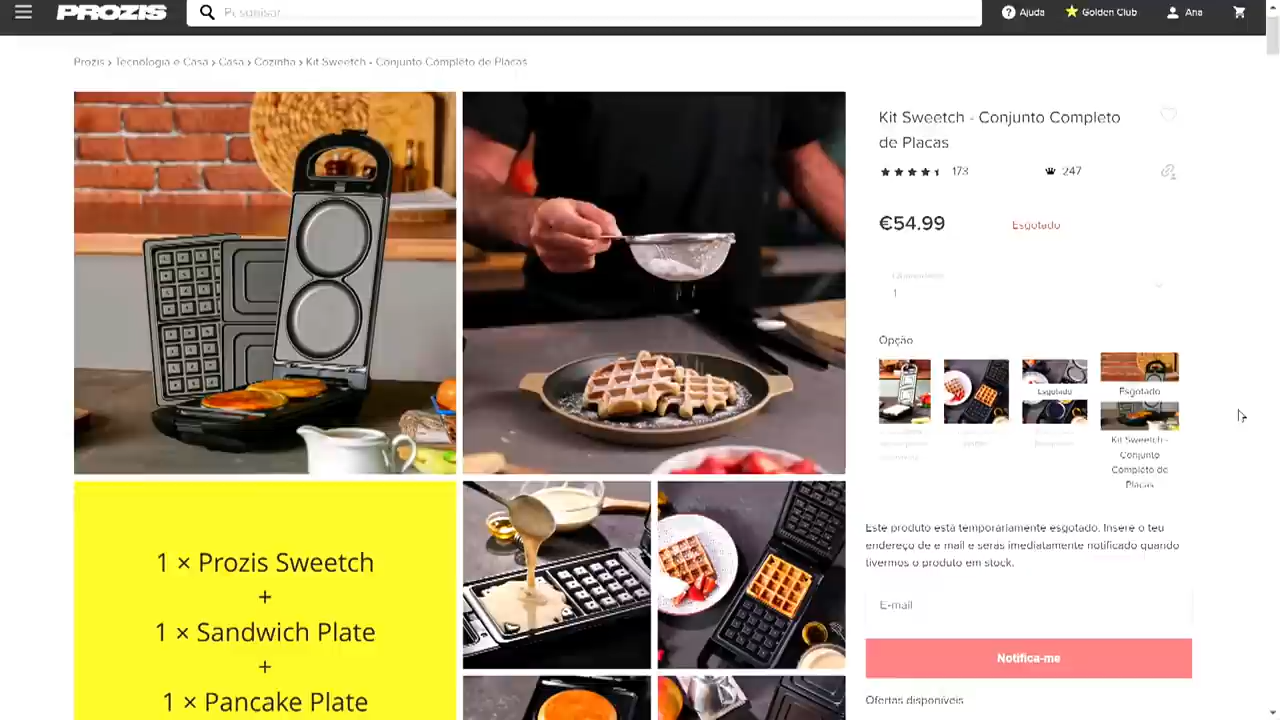 PROZIS
Pesquisar
Ajuda
Golden Club
Ana
Prozis › Tecnologia e Casa › Casa › Cozinha › Kit Sweetch - Conjunto Completo de Placas
Kit Sweetch - Conjunto Completo
de Placas
173
247
€54.99
Esgotado
1
Opção
Esgotado
Esgotado
Kit Sweetch -
Conjunto
Completo de
Placas
Este produto está temporariamente esgotado. Insere o teu
endereço de e mail e serás imediatamente notificado quando
tivermos o produto em stock.
E-mail
Notifica-me
Ofertas disponíveis
1 × Prozis Sweetch
+
1 × Sandwich Plate
+
1 × Pancake Plate